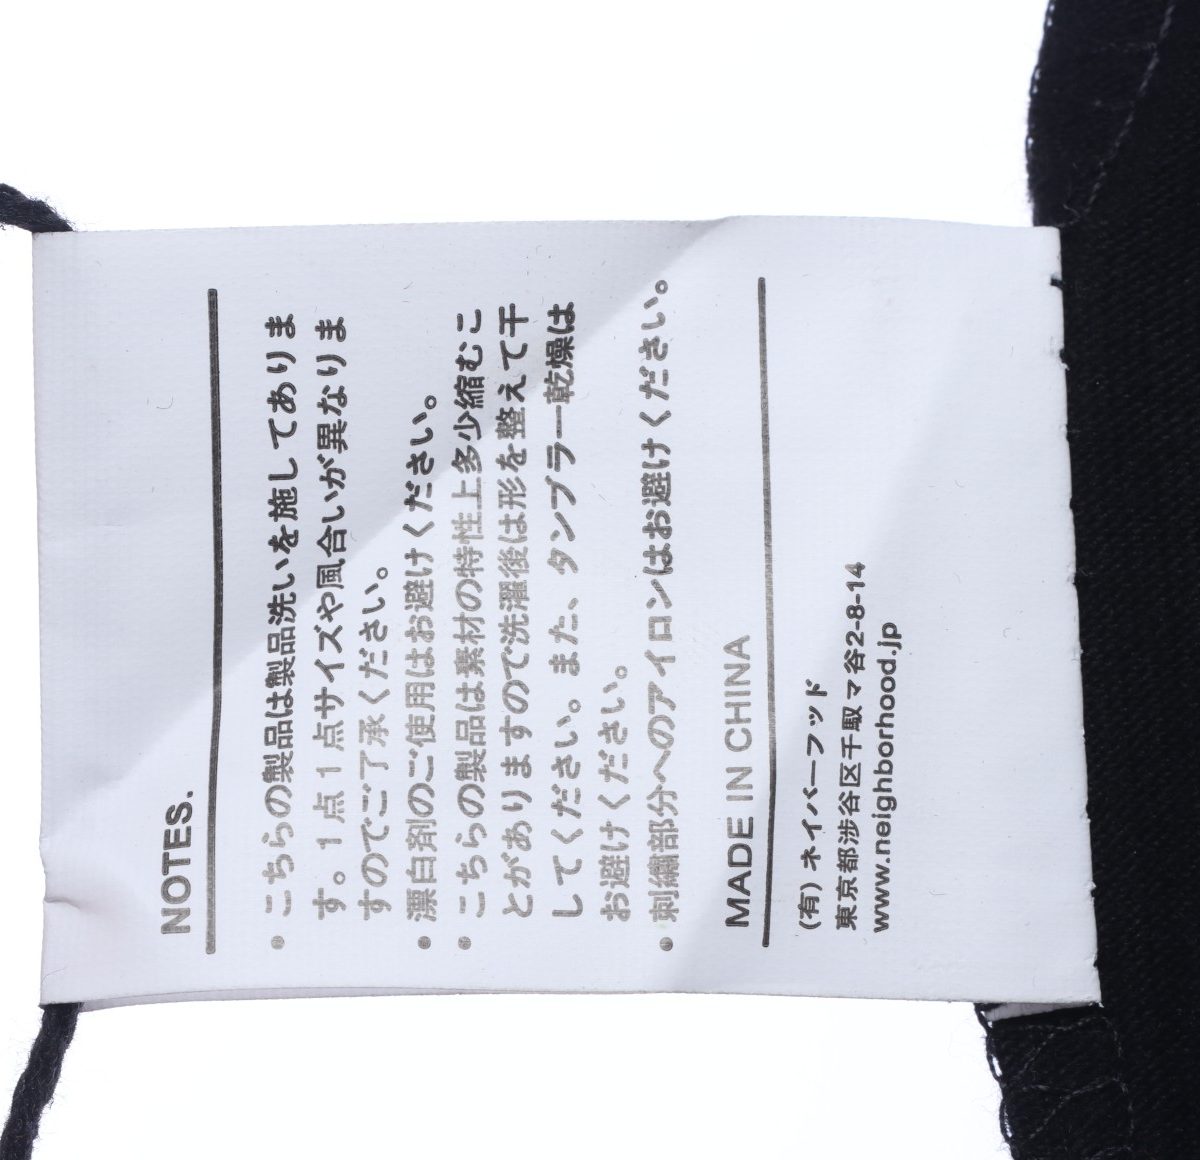 NOTES.
・こちらの製品は製品洗いを施してありま
す。1点1点サイズや風合いが異なりま
すのでご了承ください。
・漂白剤のご使用はお避けください。
・こちらの製品は素材の特性上多少縮むこ
とがありますので洗濯後は形を整えて干
してください。また、タンブラー乾燥は
お避けください。
・刺繍部分へのアイロンはお避けください。
MADE IN CHINA
(有)ネイバーフッド
東京都渋谷区千駄ヶ谷2-8-14
www.neighborhood.jp